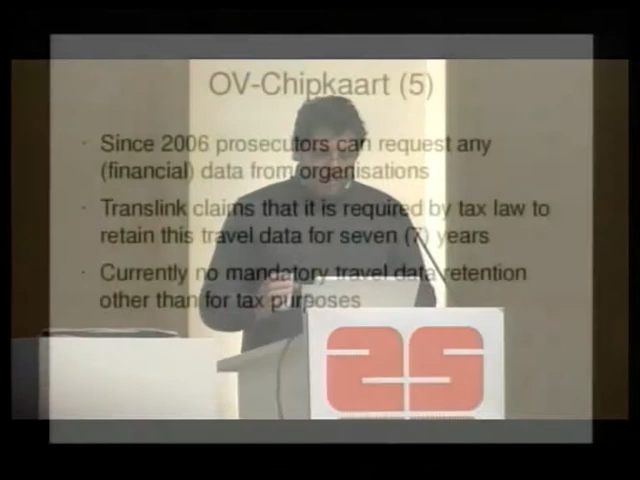 OV-Chipkaart (5)
· Since 2006 prosecutors can request any
(financial) data from organisations
· Translink claims that it is required by tax law to
retain this travel data for seven (7) years
· Currently no mandatory travel data retention
other than for tax purposes